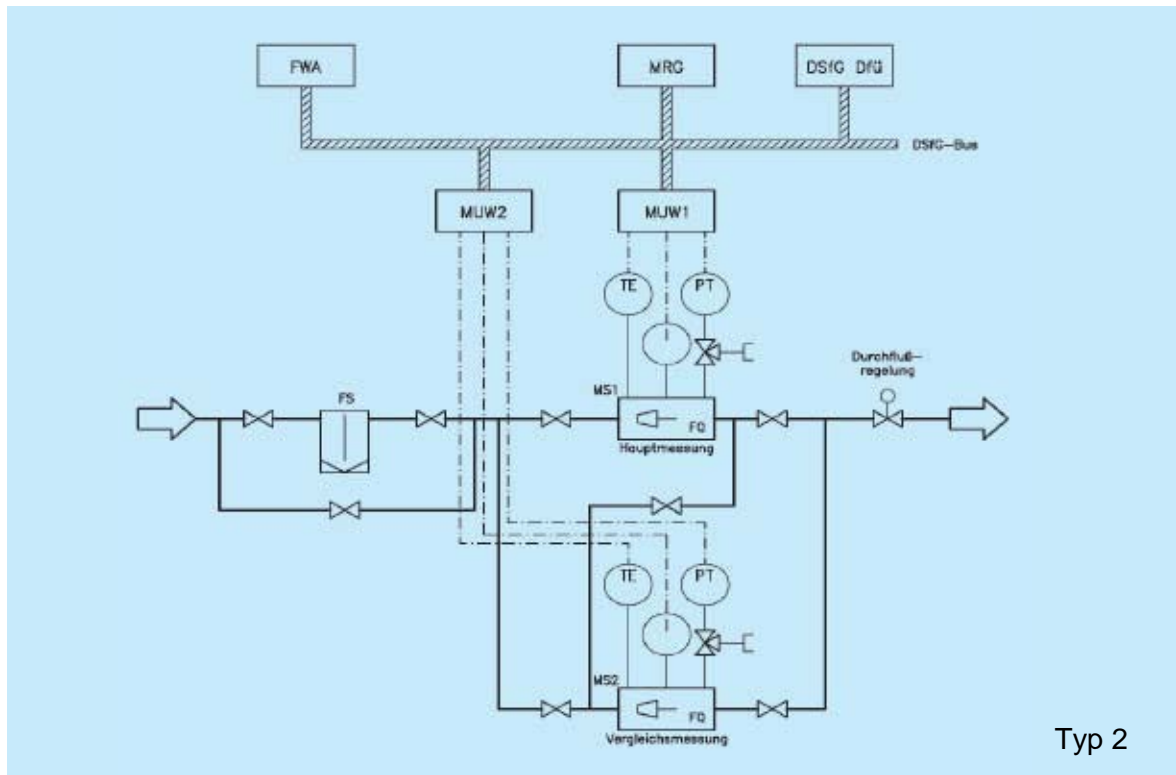 FWA
MRG
DSfG DfÜ
DSfG-Bus
MUW2
MUW1
TE
PT
Durchfluß-
regelung
MS1
FS
FQ
Hauptmessung
TE
PT
MS2
FQ
Vergleichsmessung
Typ 2